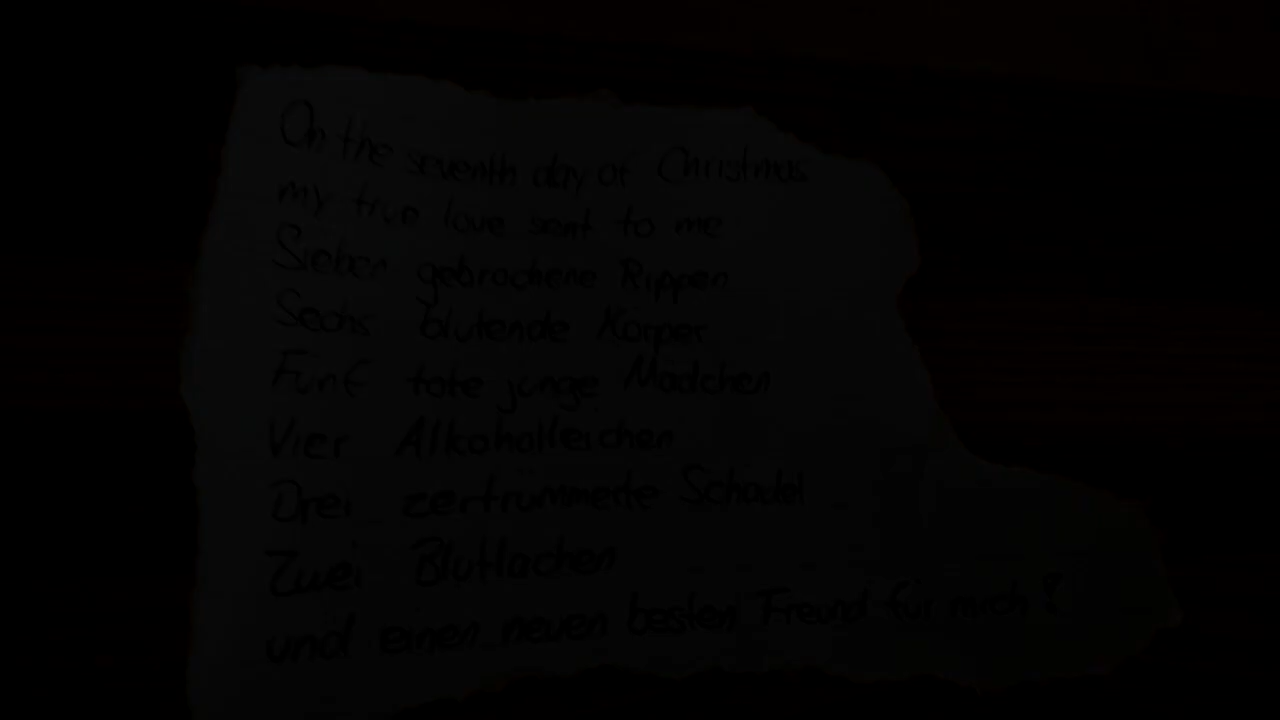 On the seventh day of Christmas
my true love sent to me
Sieben gebrochene Rippen
Sechs blutende Körper
Fünf tote junge Mädchen
Vier Alkoholleichen
Drei zertrümmerte Schädel
Zwei Blutlachen
und einen neuen besten Freund für mich?